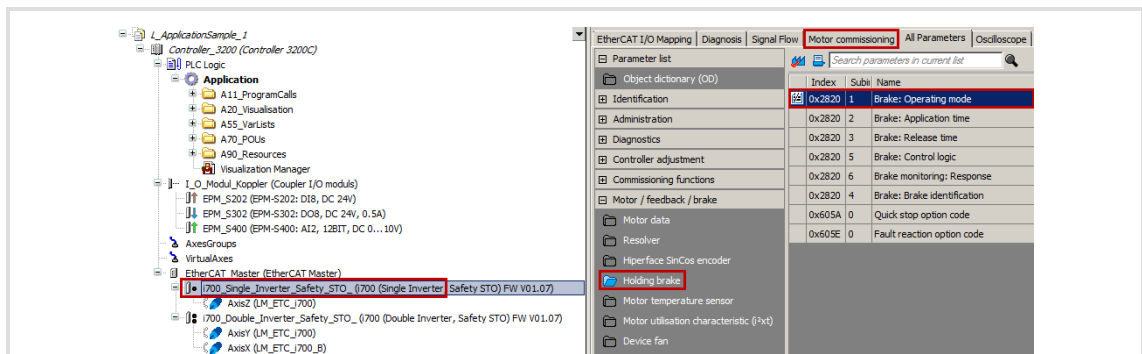 L_ApplicationSample_1
Controller_3200 (Controller 3200C)
PLC Logic
Application
A11_ProgramCalls
A20_Visualisation
A55_VarLists
A70_POUs
A90_Resources
Visualization Manager
I_O_Modul_Koppler (Coupler I/O moduls)
EPM_S202 (EPM-S202: DI8, DC 24V)
EPM_S302 (EPM-S302: DO8, DC 24V, 0.5A)
EPM_S400 (EPM-S400: AI2, 12BIT, DC 0...10V)
AxesGroups
VirtualAxes
EtherCAT_Master (EtherCAT Master)
i700_Single_Inverter_Safety_STO_ (i700 (Single Inverter, Safety STO) FW V01.07)
AxisZ (LM_ETC_i700)
i700_Double_Inverter_Safety_STO_ (i700 (Double Inverter, Safety STO) FW V01.07)
AxisY (LM_ETC_i700)
AxisX (LM_ETC_i700_B)
EtherCAT I/O Mapping Diagnosis Signal Flow Motor commissioning All Parameters Oscilloscope
Parameter list
Object dictionary (OD)
Identification
Administration
Diagnostics
Controller adjustment
Commissioning functions
Motor / feedback / brake
Motor data
Resolver
Hiperface SinCos encoder
Holding brake
Motor temperature sensor
Motor utilisation characteristic (i²xt)
Device fan
Search parameters in current list
Index Subi Name
0x2820 1 Brake: Operating mode
0x2820 2 Brake: Application time
0x2820 3 Brake: Release time
0x2820 5 Brake: Control logic
0x2820 6 Brake monitoring: Response
0x2820 4 Brake: Brake identification
0x605A 0 Quick stop option code
0x605E 0 Fault reaction option code